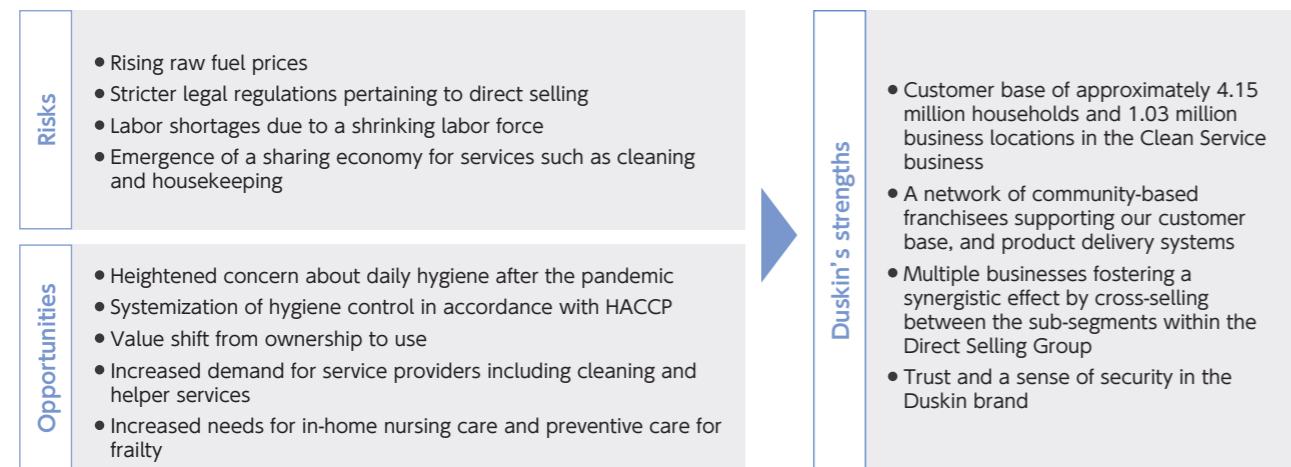 Risks
• Rising raw fuel prices
• Stricter legal regulations pertaining to direct selling
• Labor shortages due to a shrinking labor force
• Emergence of a sharing economy for services such as cleaning
and housekeeping
Opportunities
• Heightened concern about daily hygiene after the pandemic
• Systemization of hygiene control in accordance with HACCP
• Value shift from ownership to use
• Increased demand for service providers including cleaning and
helper services
• Increased needs for in-home nursing care and preventive care for
frailty
Duskin's strengths
• Customer base of approximately 4.15
million households and 1.03 million
business locations in the Clean Service
business
• A network of community-based
franchisees supporting our customer
base, and product delivery systems
• Multiple businesses fostering a
synergistic effect by cross-selling
between the sub-segments within the
Direct Selling Group
• Trust and a sense of security in the
Duskin brand